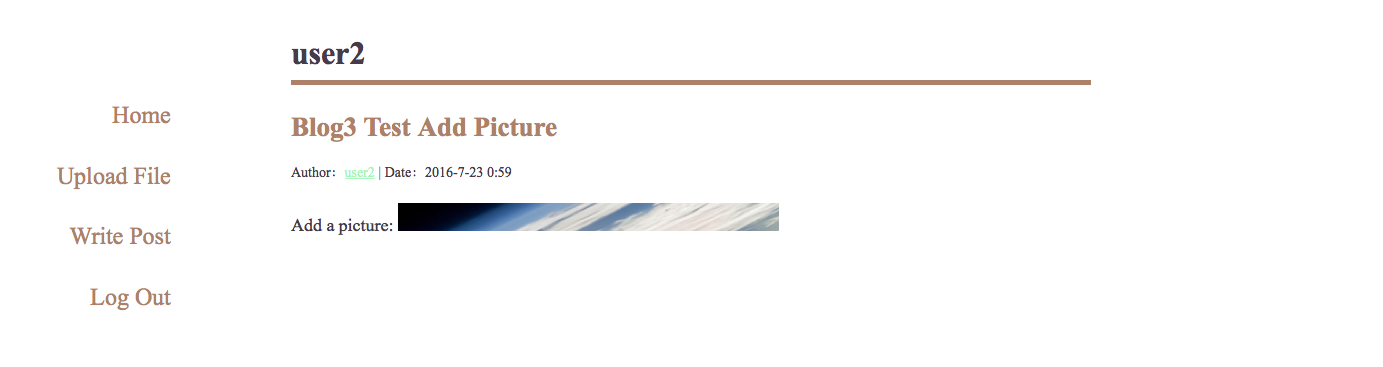 user2
Home
Upload File
Write Post
Log Out
Blog3 Test Add Picture
Author：user2 | Date：2016-7-23 0:59
Add a picture: